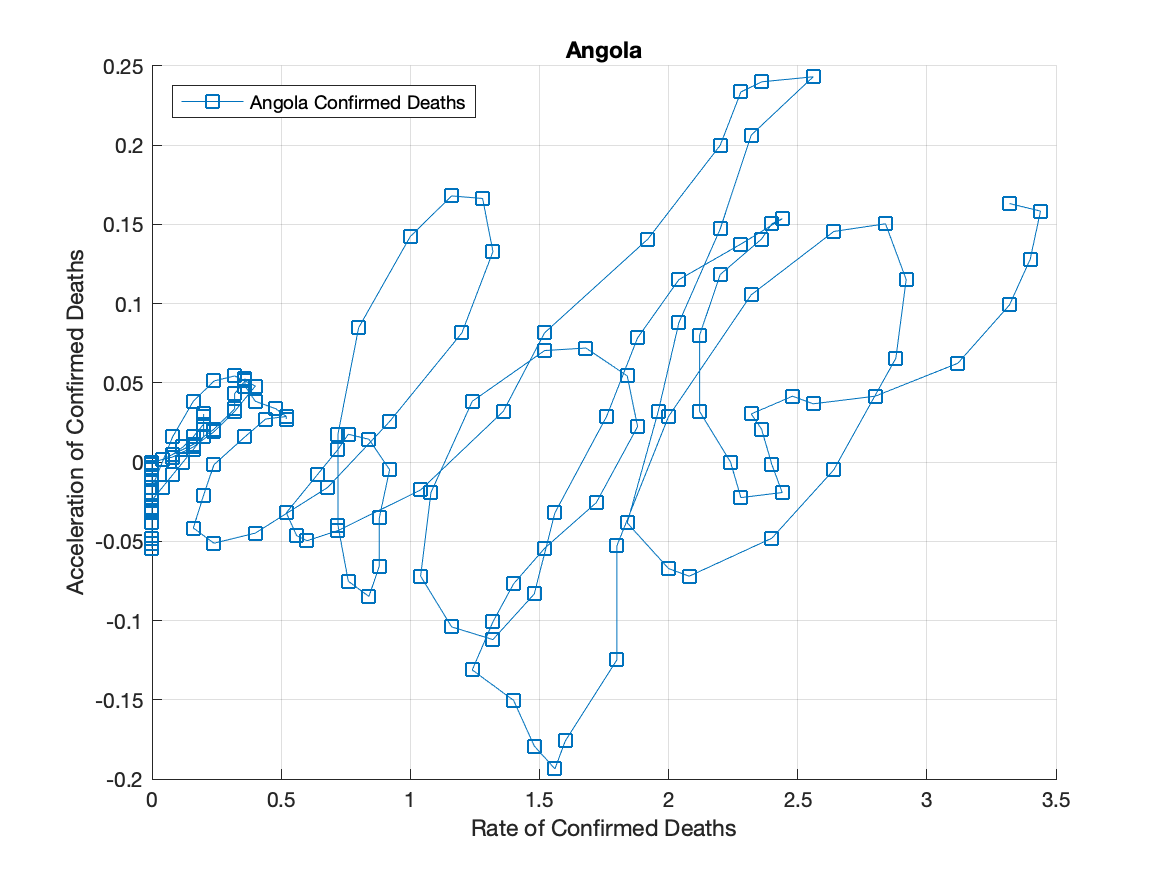 Angola
Angola Confirmed Deaths
0.25
0.2
0.15
0.1
0.05
0
-0.05
-0.1
-0.15
-0.2
Acceleration of Confirmed Deaths
0 0.5 1 1.5 2 2.5 3 3.5
Rate of Confirmed Deaths